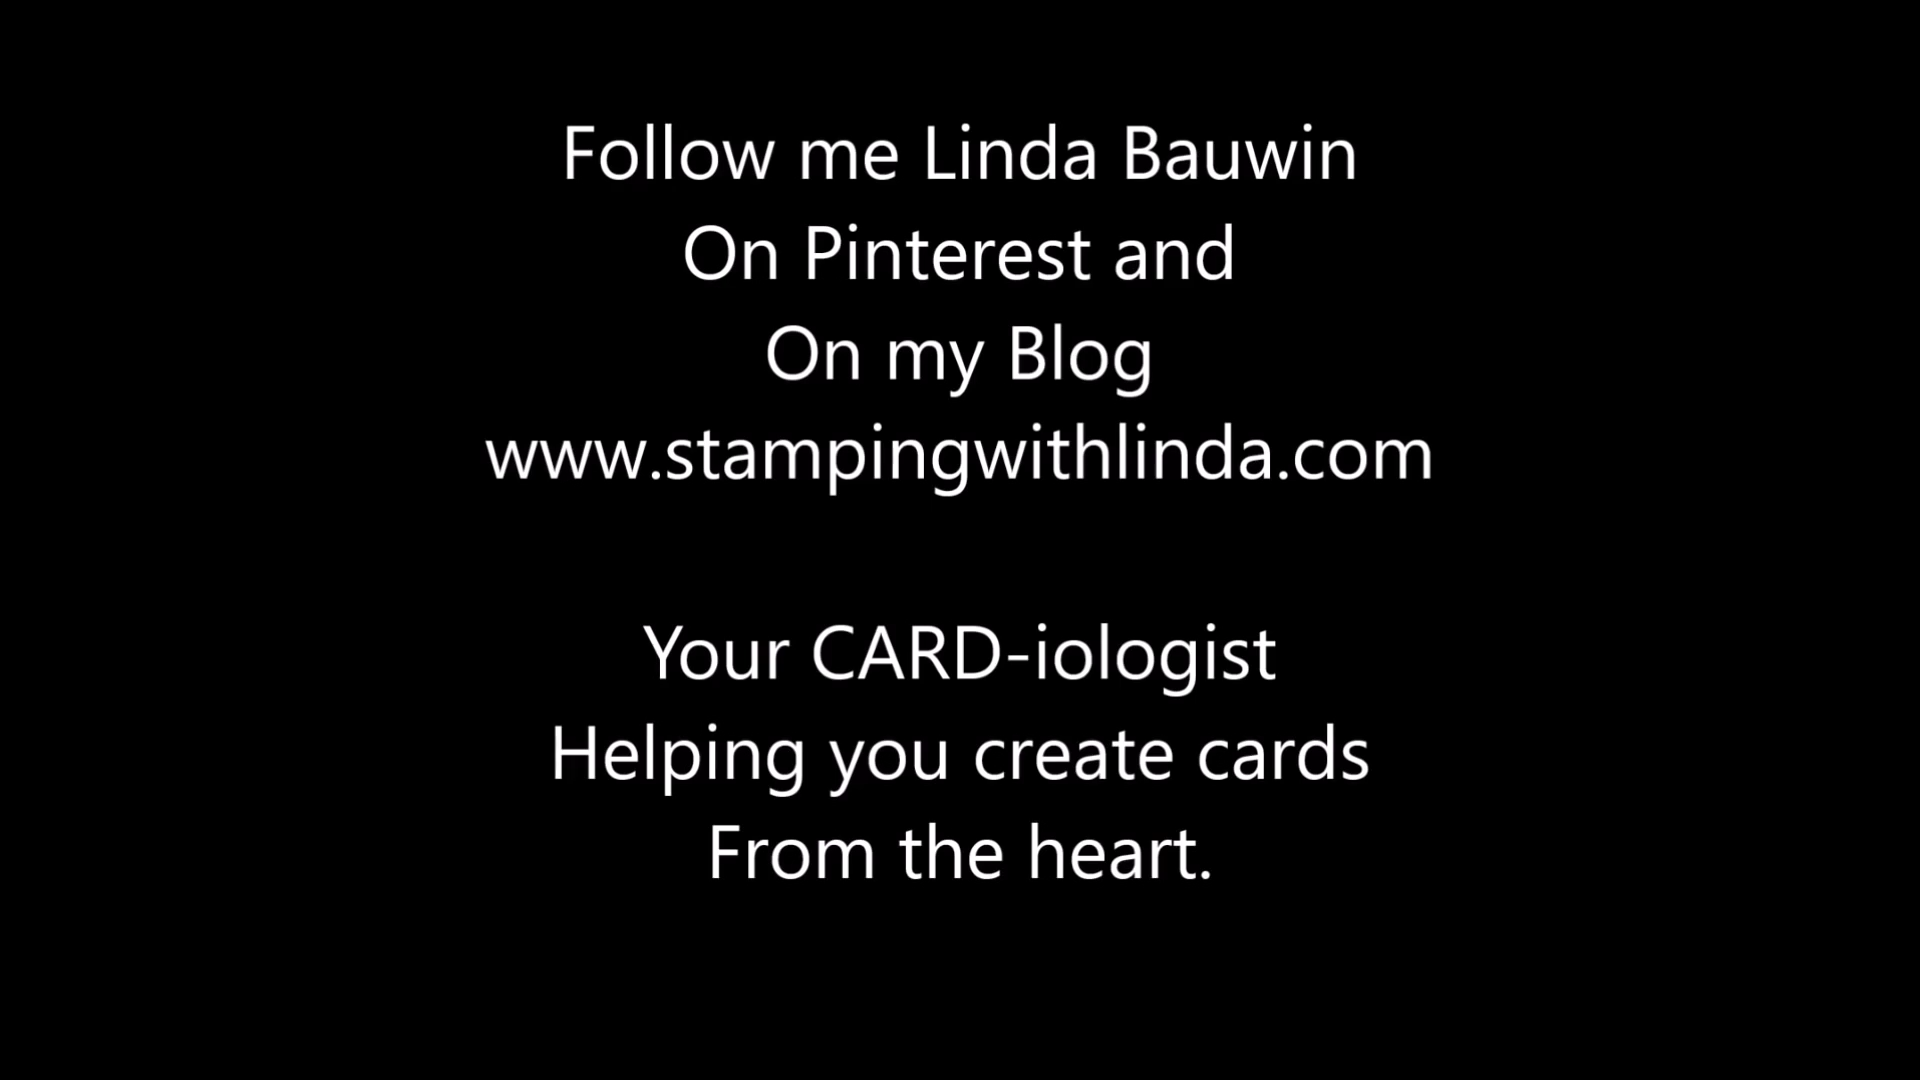 Follow me Linda Bauwin
On Pinterest and
On my Blog
www.stampingwithlinda.com
Your CARD-iologist
Helping you create cards
From the heart.